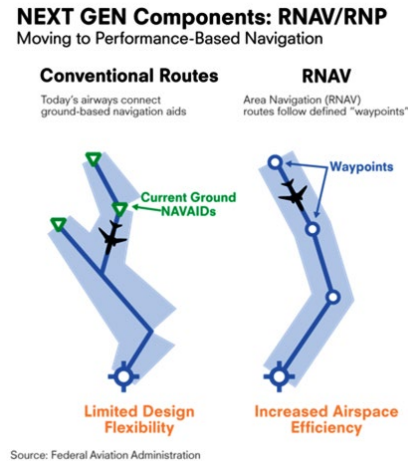 NEXT GEN Components: RNAV/RNP
Moving to Performance-Based Navigation
Conventional Routes
Today's airways connect
ground-based navigation aids
Current Ground
NAVAIDs
Limited Design
Flexibility
RNAV
Area Navigation (RNAV)
routes follow defined "waypoints"
Waypoints
Increased Airspace
Efficiency
Source: Federal Aviation Administration